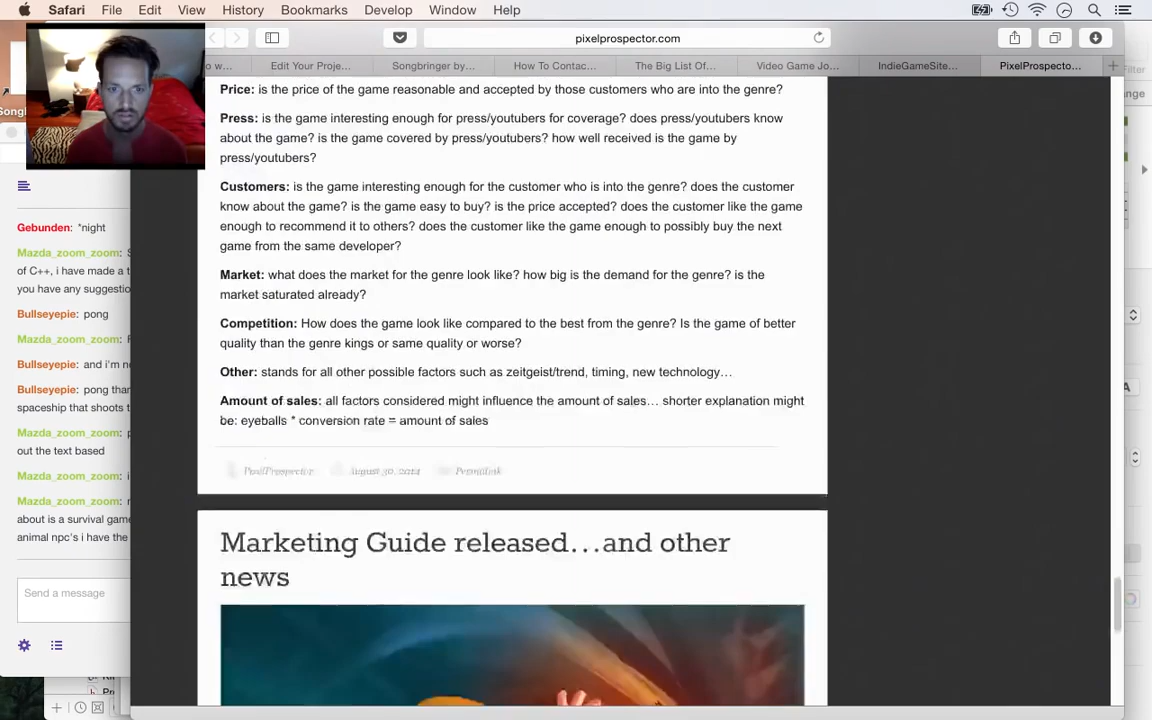 Safari File Edit View History Bookmarks Develop Window Help
pixelprospector.com
Edit Your Proje... Songbringer by... How To Contac... The Big List Of... Video Game Jo... IndieGameSite... PixelProspecto...
Price: is the price of the game reasonable and accepted by those customers who are into the genre?
Press: is the game interesting enough for press/youtubers for coverage? does press/youtubers know
about the game? is the game covered by press/youtubers? how well received is the game by
press/youtubers?
Customers: is the game interesting enough for the customer who is into the genre? does the customer
know about the game? is the game easy to buy? is the price accepted? does the customer like the game
enough to recommend it to others? does the customer like the game enough to possibly buy the next
game from the same developer?
Market: what does the market for the genre look like? how big is the demand for the genre? is the
market saturated already?
Competition: How does the game look like compared to the best from the genre? Is the game of better
quality than the genre kings or same quality or worse?
Other: stands for all other possible factors such as zeitgeist/trend, timing, new technology…
Amount of sales: all factors considered might influence the amount of sales… shorter explanation might
be: eyeballs * conversion rate = amount of sales
PixelProspector August 30, 2014 Permalink
Marketing Guide released…and other
news
Gebunden: *night
Mazda_zoom_zoom:
of C++, i have made a
you have any suggestio
Bullseyepie: pong
Mazda_zoom_zoom:
Bullseyepie: and i'm
Bullseyepie: pong
spaceship that shoots
Mazda_zoom_zoom:
out the text based
Mazda_zoom_zoom:
Mazda_zoom_zoom:
about is a survival game
animal npc's i have the
Send a message